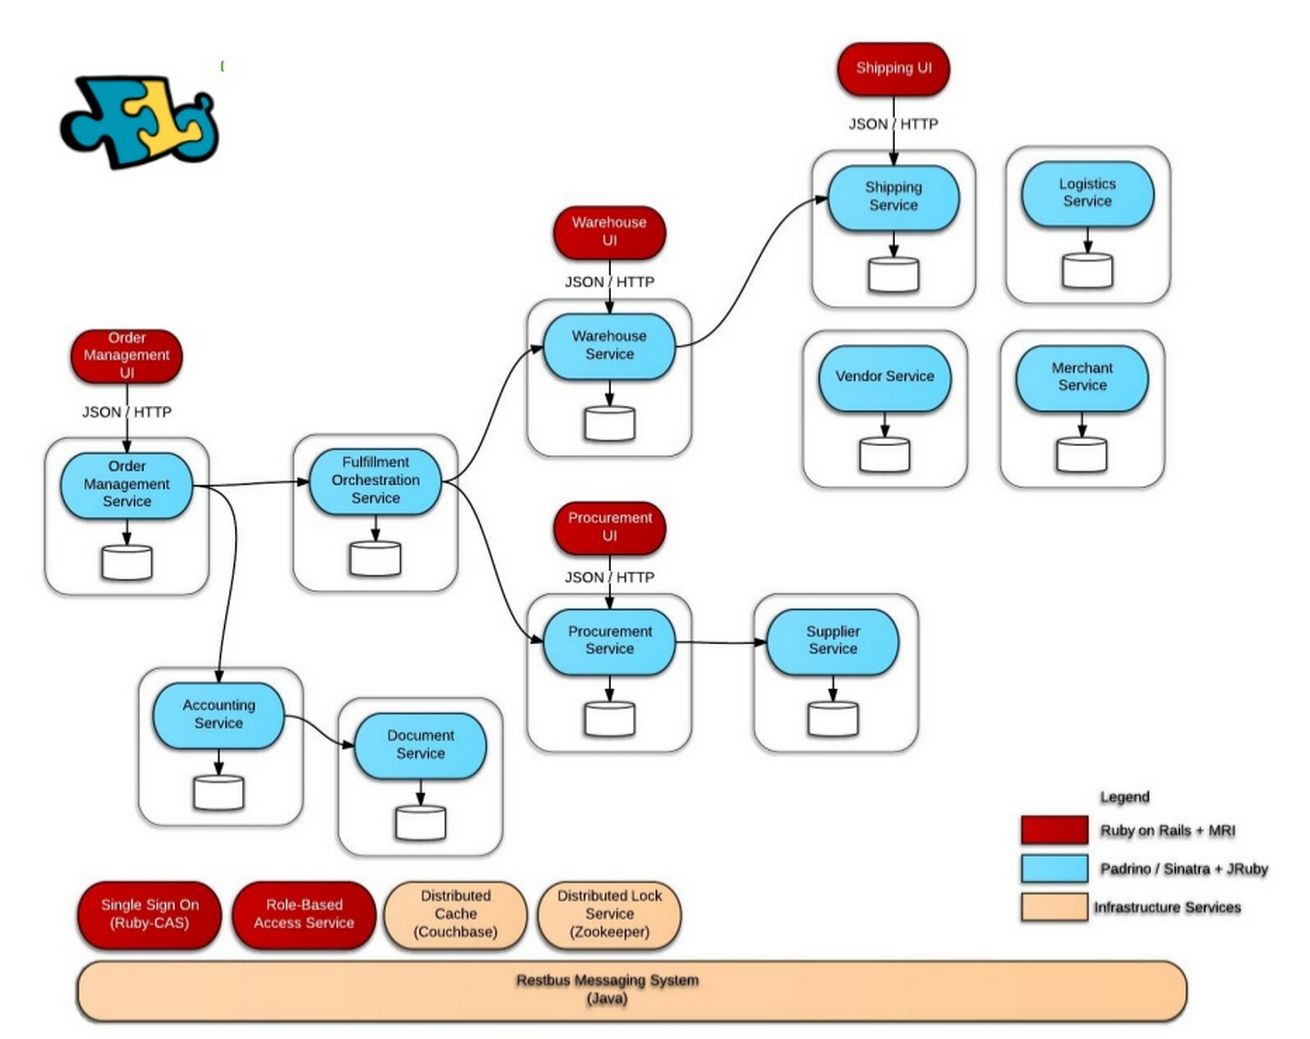 Shipping UI
JSON / HTTP
Shipping
Service
Logistics
Service
Warehouse
UI
JSON / HTTP
Warehouse
Service
Vendor Service
Merchant
Service
Order
Management
UI
JSON / HTTP
Order
Management
Service
Fulfillment
Orchestration
Service
Procurement
UI
JSON / HTTP
Procurement
Service
Supplier
Service
Accounting
Service
Document
Service
Legend
Ruby on Rails + MRI
Padrino / Sinatra + JRuby
Infrastructure Services
Single Sign On
(Ruby-CAS)
Role-Based
Access Service
Distributed
Cache
(Couchbase)
Distributed Lock
Service
(Zookeeper)
Restbus Messaging System
(Java)